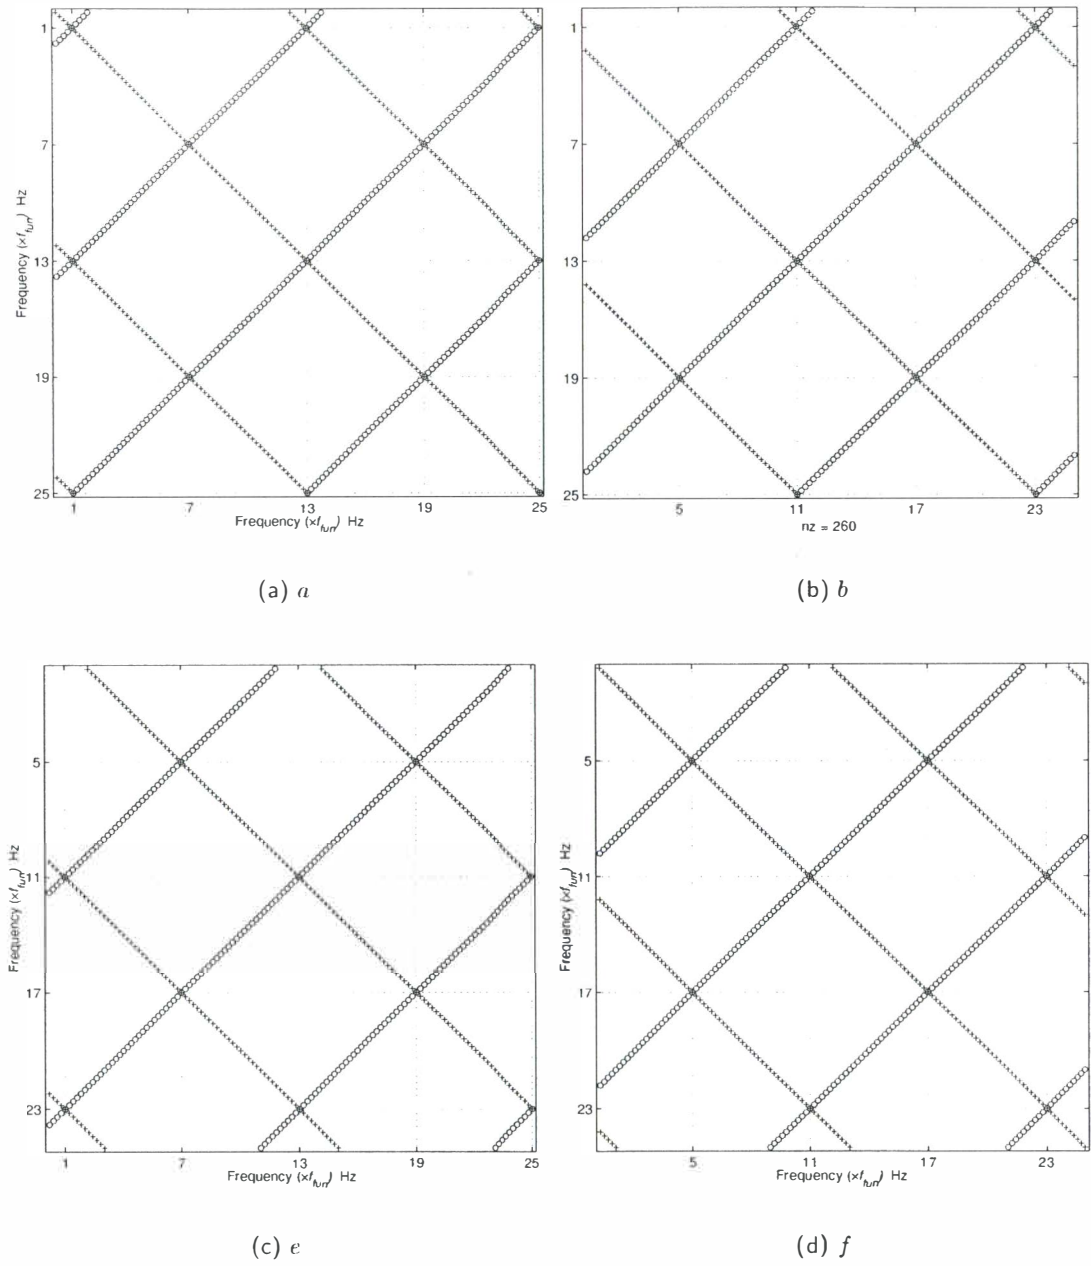 1
7
13
19
25
Frequency (×f_fun) Hz
1 7 13 19 25
Frequency (×f_fun) Hz
(a) a
1
7
13
19
25
5 11 17 23
nz = 260
(b) b
5
11
17
23
Frequency (×f_fun) Hz
1 7 13 19 25
Frequency (×f_fun) Hz
(c) e
5
11
17
23
Frequency (×f_fun) Hz
5 11 17 23
Frequency (×f_fun) Hz
(d) f